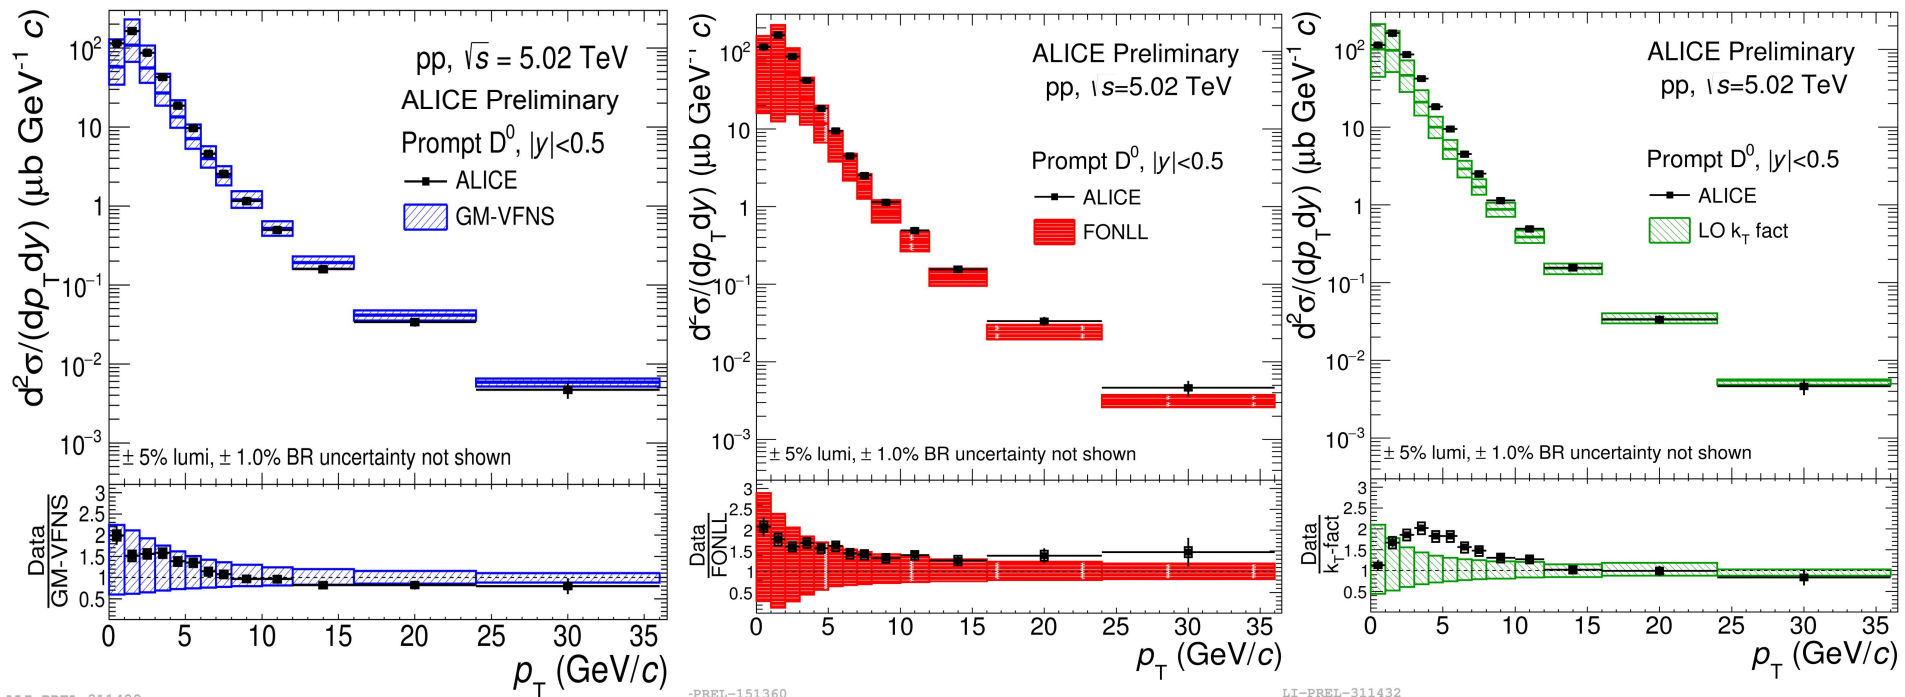 d²σ/(dp_T dy) (μb GeV⁻¹ c)
10²
10
1
10⁻¹
10⁻²
10⁻³
pp, √s = 5.02 TeV
ALICE Preliminary
Prompt D⁰, |y|<0.5
ALICE
GM-VFNS
± 5% lumi, ± 1.0% BR uncertainty not shown
Data
GM-VFNS
3
2.5
2
1.5
1
0.5
0 5 10 15 20 25 30 35
p_T (GeV/c)
d²σ/(dp_T dy) (μb GeV⁻¹ c)
10²
10
1
10⁻¹
10⁻²
10⁻³
ALICE Preliminary
pp, √s=5.02 TeV
Prompt D⁰, |y|<0.5
ALICE
FONLL
± 5% lumi, ± 1.0% BR uncertainty not shown
Data
FONLL
3
2.5
2
1.5
1
0.5
0 5 10 15 20 25 30 35
p_T (GeV/c)
-PREL-151360
d²σ/(dp_T dy) (μb GeV⁻¹ c)
10²
10
1
10⁻¹
10⁻²
10⁻³
ALICE Preliminary
pp, √s=5.02 TeV
Prompt D⁰, |y|<0.5
ALICE
LO k_T fact
± 5% lumi, ± 1.0% BR uncertainty not shown
Data
k_T-fact
3
2.5
2
1.5
1
0.5
0 5 10 15 20 25 30 35
p_T (GeV/c)
LI-PREL-311432